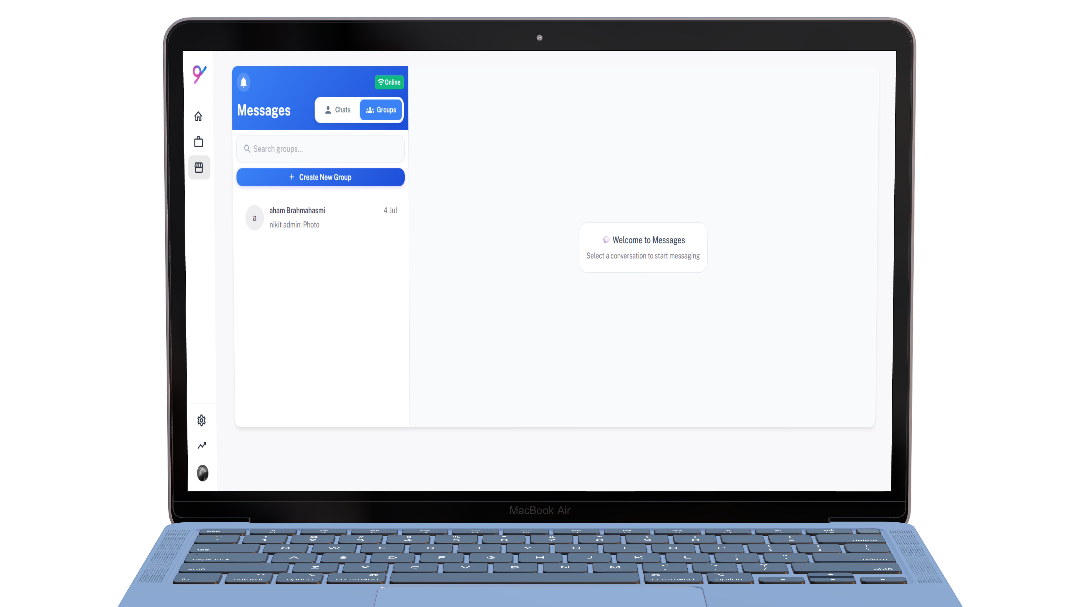 Online
Messages
Chats
Groups
Search groups...
+ Create New Group
a
aham Brahmahasmi
4 Jul
nikit admin: Photo
Welcome to Messages
Select a conversation to start messaging
MacBook Air